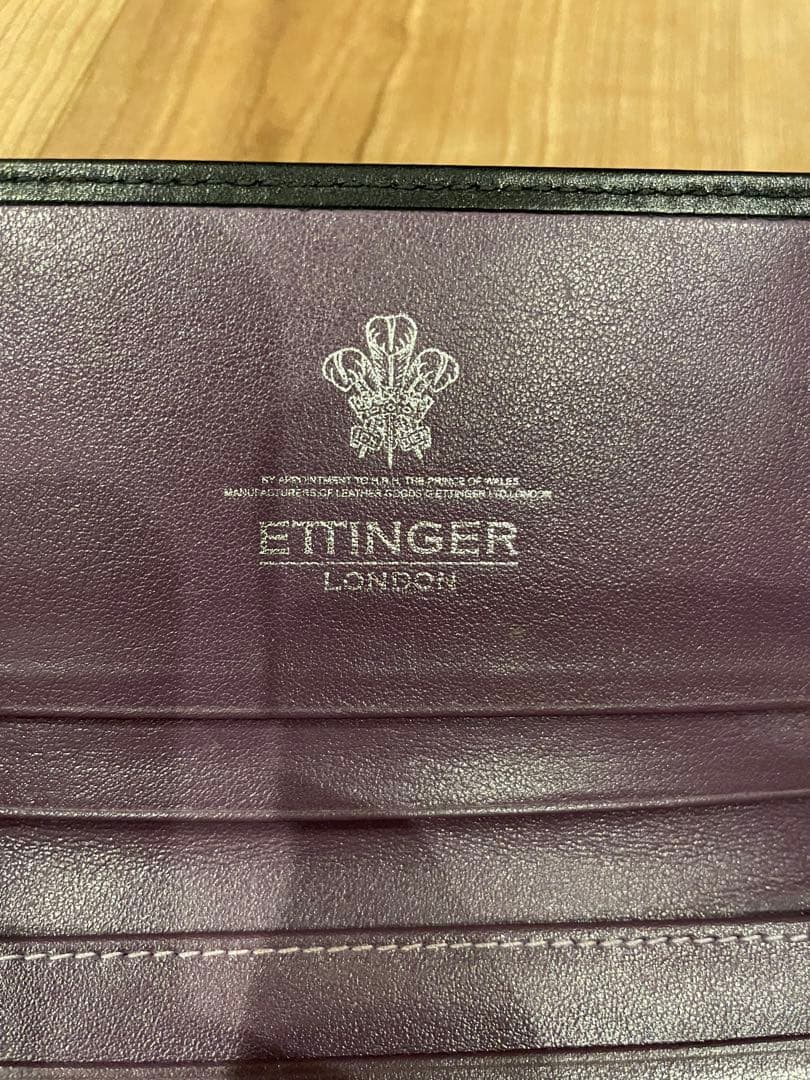 BY APPOINTMENT TO H.R.H. THE PRINCE OF WALES
MANUFACTURERS OF LEATHER GOODS G ETTINGER LTD, LONDON
ETTINGER
LONDON